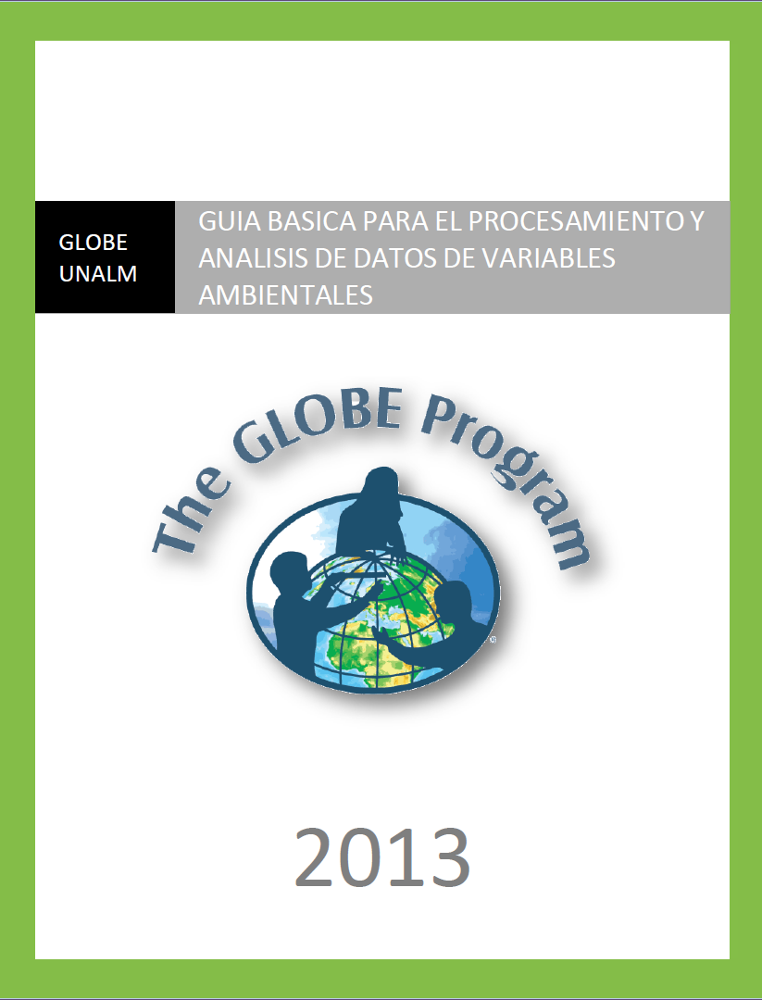 GLOBE
UNALM
GUIA BASICA PARA EL PROCESAMIENTO Y
ANALISIS DE DATOS DE VARIABLES
AMBIENTALES
The GLOBE Program
®
2013